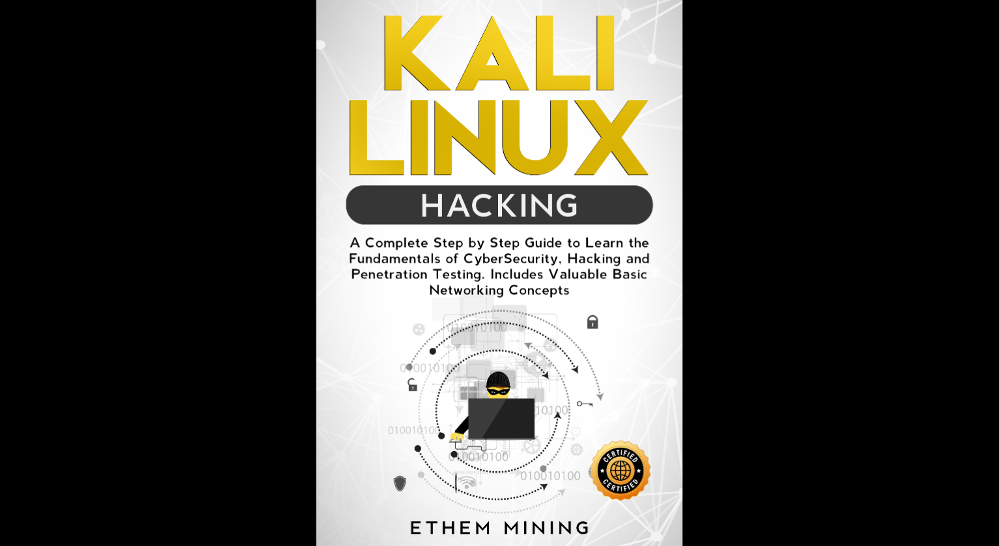 KALI
LINUX
HACKING
A Complete Step by Step Guide to Learn the
Fundamentals of CyberSecurity, Hacking and
Penetration Testing. Includes Valuable Basic
Networking Concepts
010010100
010010100
10100
010010100
010010100
010010100
CERTIFIED
CERTIFIED
ETHEM MINING